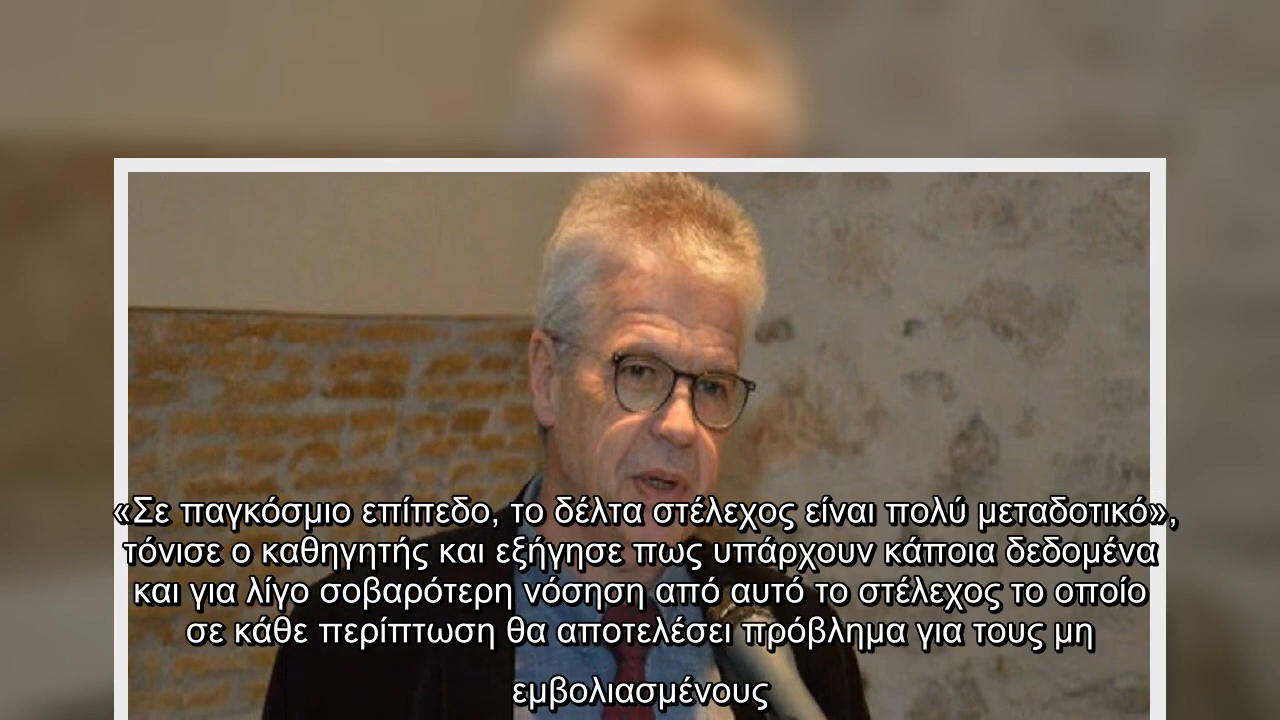 «Σε παγκόσμιο επίπεδο, το δέλτα στέλεχος είναι πολύ μεταδοτικό»,
τόνισε ο καθηγητής και εξήγησε πως υπάρχουν κάποια δεδομένα
και για λίγο σοβαρότερη νόσηση από αυτό το στέλεχος το οποίο
σε κάθε περίπτωση θα αποτελέσει πρόβλημα για τους μη
εμβολιασμένους